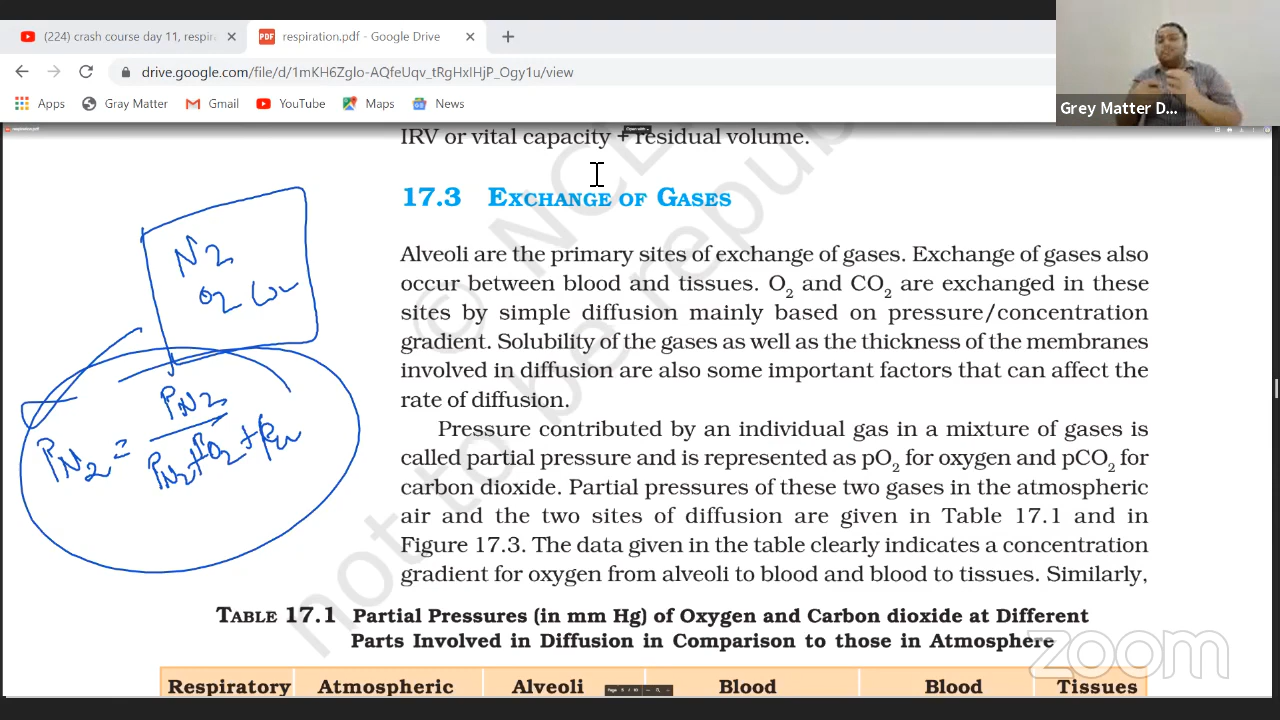 (224) crash course day 11, respir
respiration.pdf - Google Drive
drive.google.com/file/d/1mKH6Zglo-AQfeUqv_tRgHxIHjP_Ogy1u/view
Apps Gray Matter Gmail YouTube Maps News
Grey Matter D...
respiration.pdf
Open with
IRV or vital capacity + residual volume.
17.3 EXCHANGE OF GASES
Alveoli are the primary sites of exchange of gases. Exchange of gases also
occur between blood and tissues. O2 and CO2 are exchanged in these
sites by simple diffusion mainly based on pressure/concentration
gradient. Solubility of the gases as well as the thickness of the membranes
involved in diffusion are also some important factors that can affect the
rate of diffusion.
Pressure contributed by an individual gas in a mixture of gases is
called partial pressure and is represented as pO2 for oxygen and pCO2 for
carbon dioxide. Partial pressures of these two gases in the atmospheric
air and the two sites of diffusion are given in Table 17.1 and in
Figure 17.3. The data given in the table clearly indicates a concentration
gradient for oxygen from alveoli to blood and blood to tissues. Similarly,
N2
O2
PN2
PN2 =
PN2 + PO2 +
not to be republ
TABLE 17.1 Partial Pressures (in mm Hg) of Oxygen and Carbon dioxide at Different
Parts Involved in Diffusion in Comparison to those in Atmosphere
zoom
Respiratory Atmospheric Alveoli Blood Blood Tissues